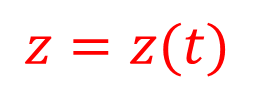 z = z(t)